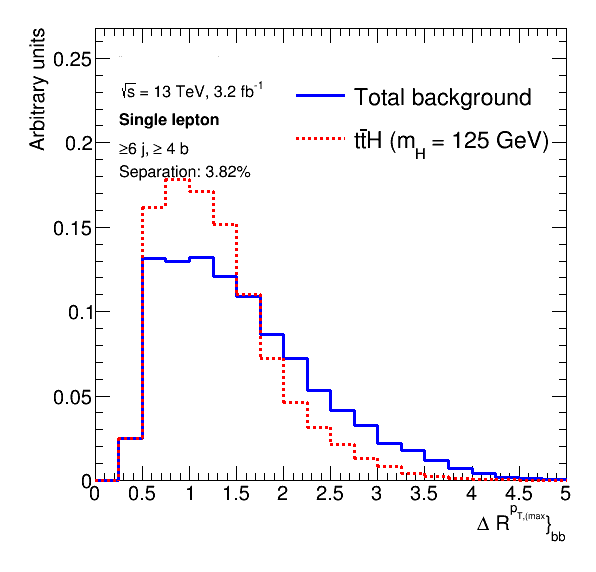 Arbitrary units
0.25
0.2
0.15
0.1
0.05
0
√s = 13 TeV, 3.2 fb⁻¹
Single lepton
≥6 j, ≥ 4 b
Separation: 3.82%
Total background
tt̄H (m_H = 125 GeV)
0 0.5 1 1.5 2 2.5 3 3.5 4 4.5 5
Δ R^{p_{T,(max}}}_{bb}